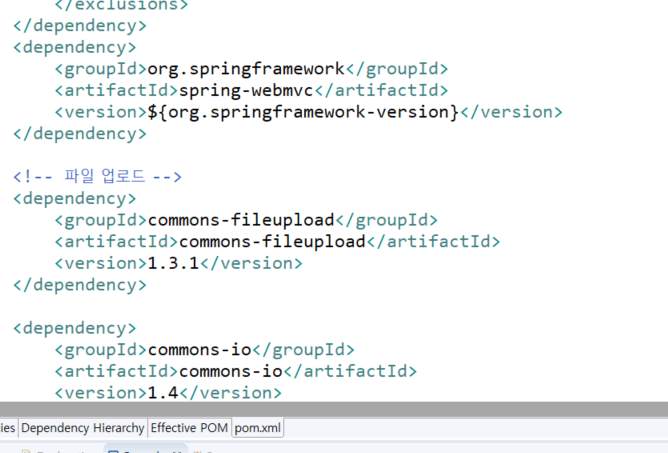 </exclusions>
</dependency>
<dependency>
<groupId>org.springframework</groupId>
<artifactId>spring-webmvc</artifactId>
<version>${org.springframework-version}</version>
</dependency>
<!-- 파일 업로드 -->
<dependency>
<groupId>commons-fileupload</groupId>
<artifactId>commons-fileupload</artifactId>
<version>1.3.1</version>
</dependency>
<dependency>
<groupId>commons-io</groupId>
<artifactId>commons-io</artifactId>
<version>1.4</version>
ies Dependency Hierarchy Effective POM pom.xml